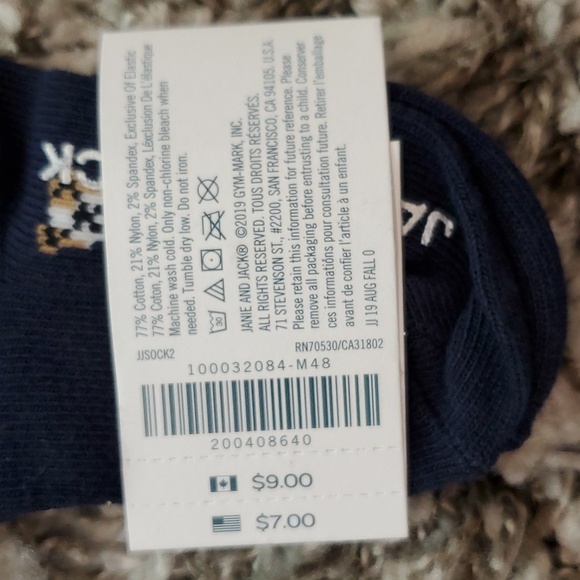 77% Cotton, 21% Nylon, 2% Spandex, Exclusive Of Elastic
77% Coton, 21% Nylon, 2% Spandex, Léxclusion De L'élastique
Machine wash cold. Only non-chlorine bleach when
needed. Tumble dry low. Do not iron.
30
JANIE AND JACK® ©2019 GYM-MARK, INC.
ALL RIGHTS RESERVED. TOUS DROITS RÉSERVÉS.
71 STEVENSON ST., #2200, SAN FRANCISCO, CA 94105 U.S.A
Please retain this information for future reference. Please
remove all packaging before entrusting to a child. Conserver
ces informations pour consultation future. Retirer l'emballage
avant de confier l'article à un enfant.
JJ 19 AUG FALL 0
JJSOCK2
RN70530/CA31802
100032084-M48
200408640
$9.00
$7.00
CK
JA